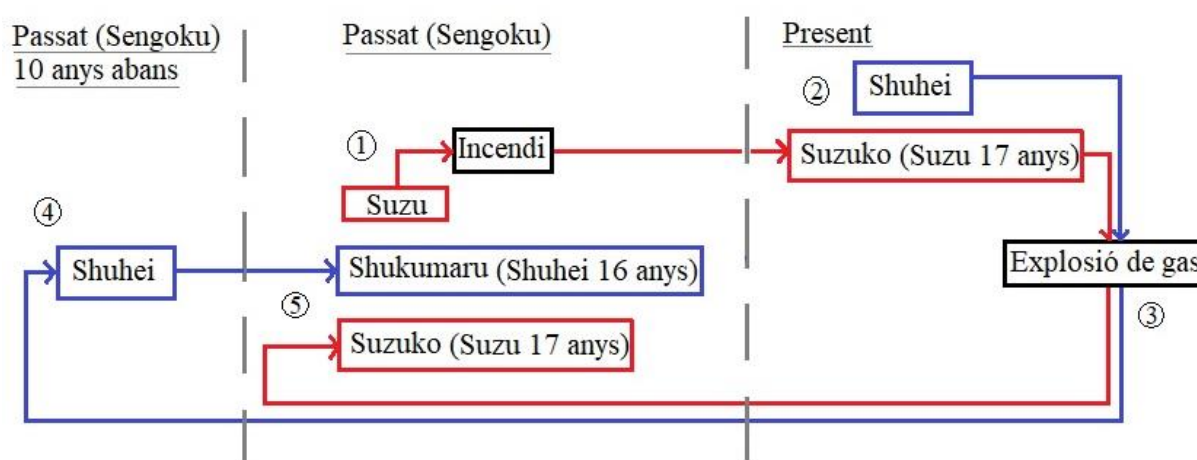 Passat (Sengoku)
10 anys abans
Passat (Sengoku)
Present
②
Shuhei
①
Incendi
Suzuko (Suzu 17 anys)
Suzu
④
Shuhei
Shukumaru (Shuhei 16 anys)
Explosió de gas
⑤
③
Suzuko (Suzu 17 anys)